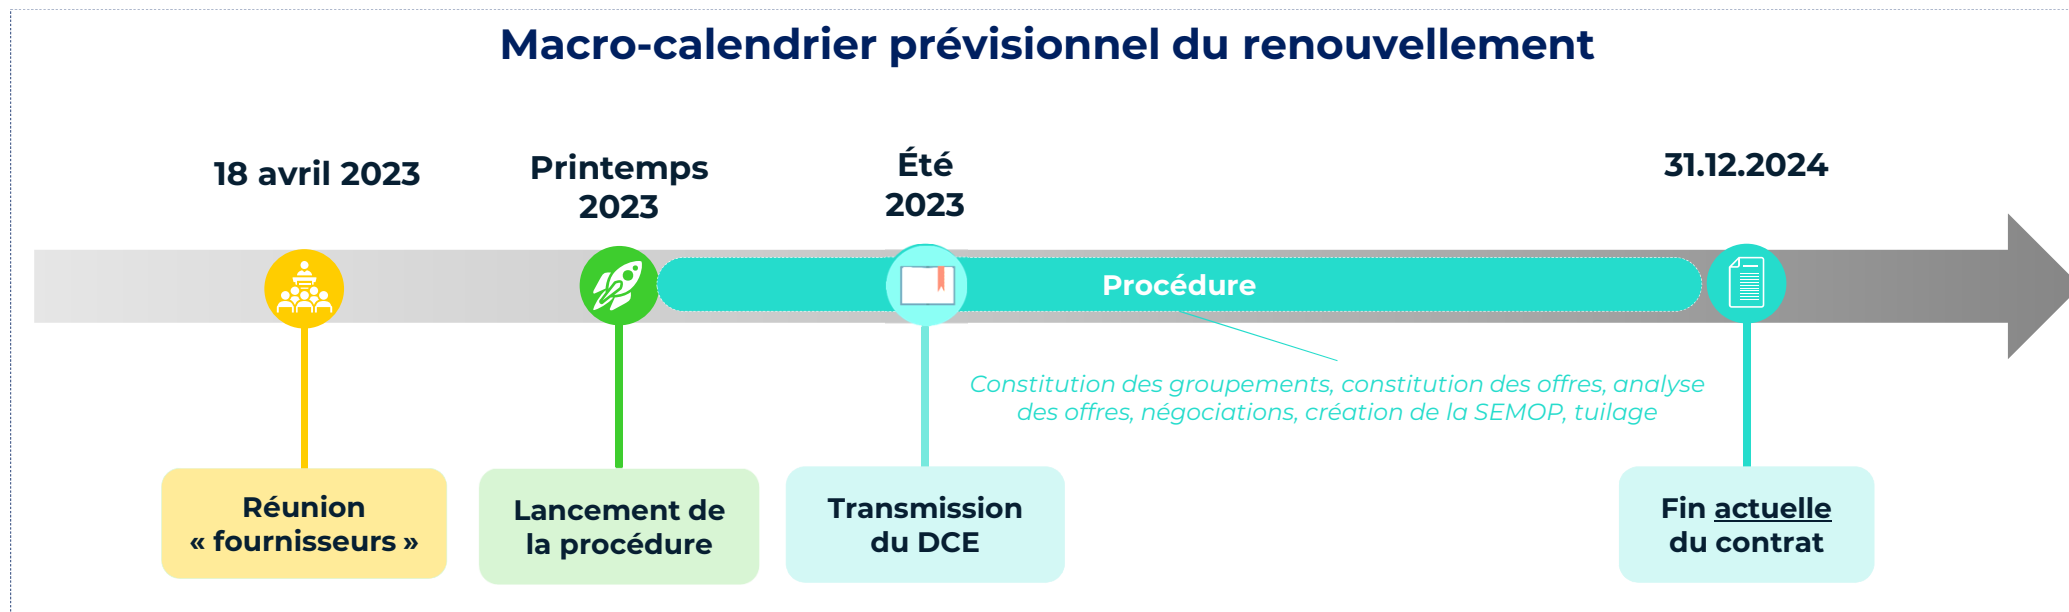 Macro-calendrier prévisionnel du renouvellement
18 avril 2023
Printemps
2023
Été
2023
31.12.2024
Procédure
Constitution des groupements, constitution des offres, analyse
des offres, négociations, création de la SEMOP, tuilage
Réunion
« fournisseurs »
Lancement de
la procédure
Transmission
du DCE
Fin actuelle
du contrat